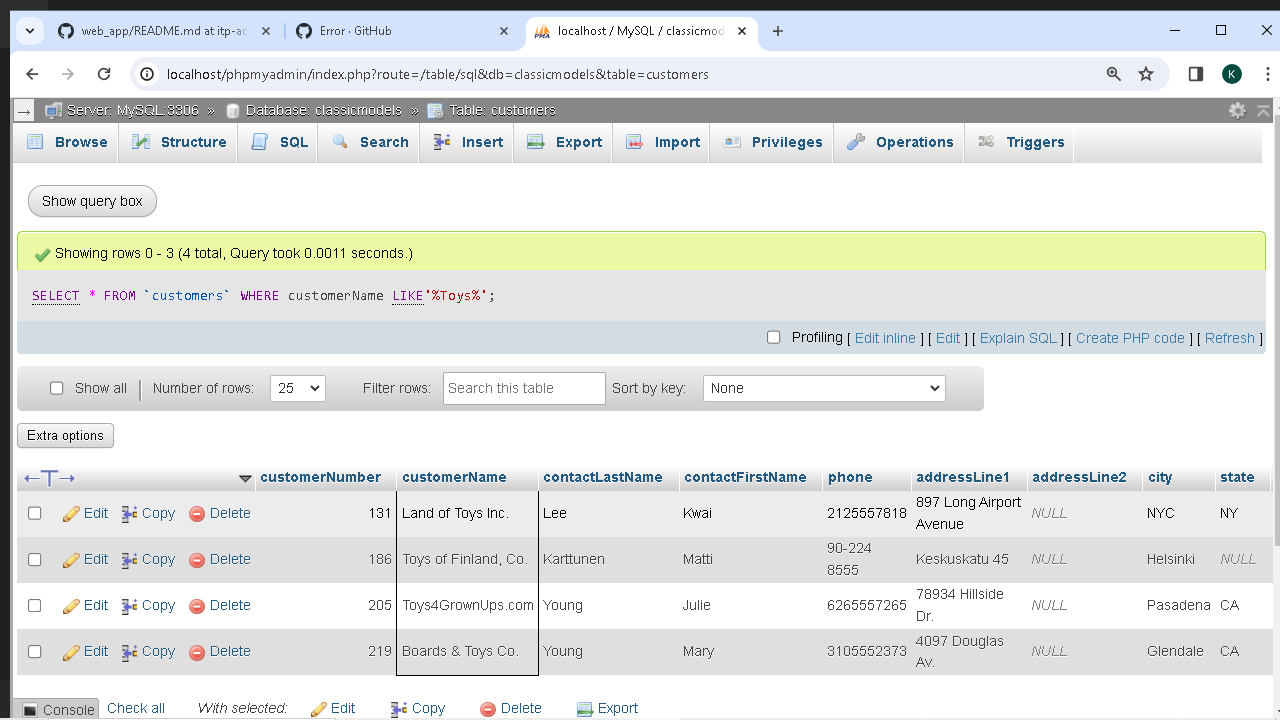 web_app/README.md at itp-ac
Error · GitHub
localhost / MySQL / classicmod
localhost/phpmyadmin/index.php?route=/table/sql&db=classicmodels&table=customers
K
Server: MySQL:3306 » Database: classicmodels » Table: customers
Browse Structure SQL Search Insert Export Import Privileges Operations Triggers
Show query box
Showing rows 0 - 3 (4 total, Query took 0.0011 seconds.)
SELECT * FROM `customers` WHERE customerName LIKE'%Toys%';
Profiling [ Edit inline ] [ Edit ] [ Explain SQL ] [ Create PHP code ] [ Refresh ]
Show all Number of rows: 25 Filter rows: Search this table Sort by key: None
Extra options
←T→ customerNumber customerName contactLastName contactFirstName phone addressLine1 addressLine2 city state
Edit Copy Delete 131 Land of Toys Inc. Lee Kwai 2125557818 897 Long Airport Avenue NULL NYC NY
Edit Copy Delete 186 Toys of Finland, Co. Karttunen Matti 90-224 8555 Keskuskatu 45 NULL Helsinki NULL
Edit Copy Delete 205 Toys4GrownUps.com Young Julie 6265557265 78934 Hillside Dr. NULL Pasadena CA
Edit Copy Delete 219 Boards & Toys Co. Young Mary 3105552373 4097 Douglas Av. NULL Glendale CA
Console Check all With selected: Edit Copy Delete Export